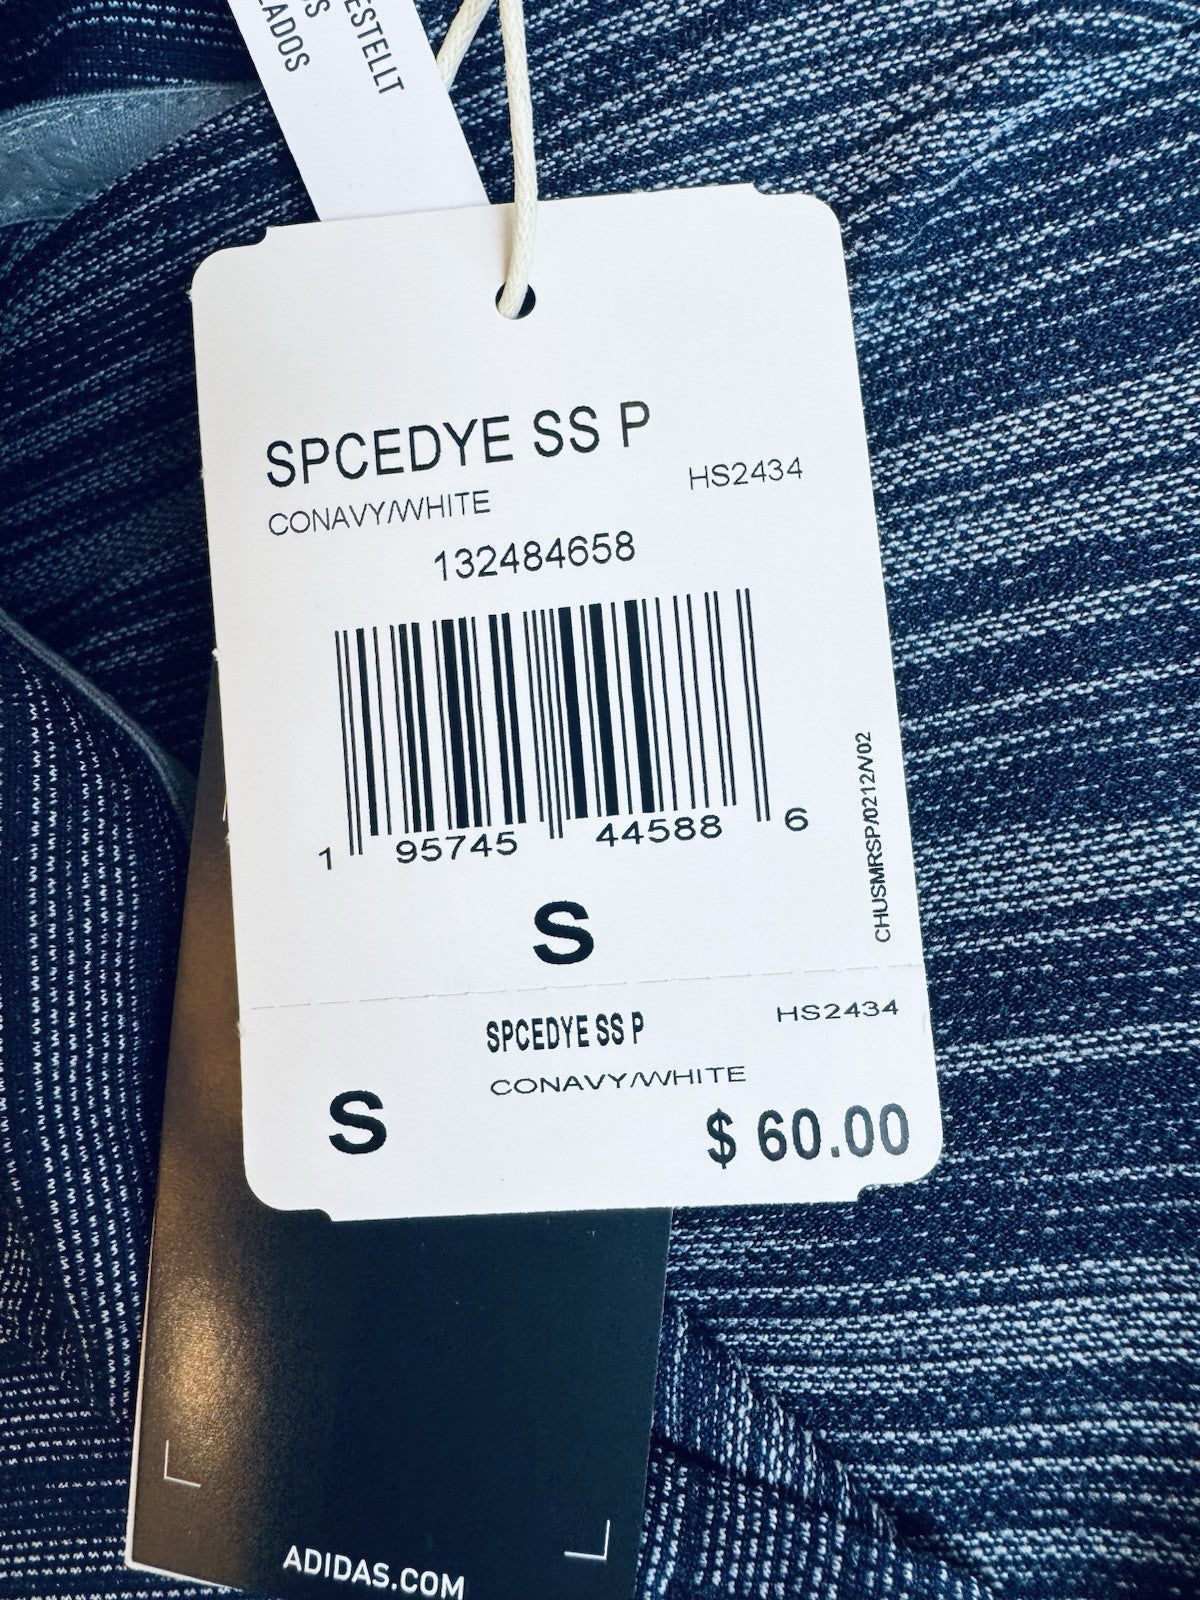 ESTELLT
SPCEDYE SS P
CONAVY/WHITE
HS2434
132484658
1 95745 44588 6
CHUSMRSP/0212/V02
S
SPCEDYE SS P
HS2434
CONAVY/WHITE
S
$ 60.00
ADIDAS.COM